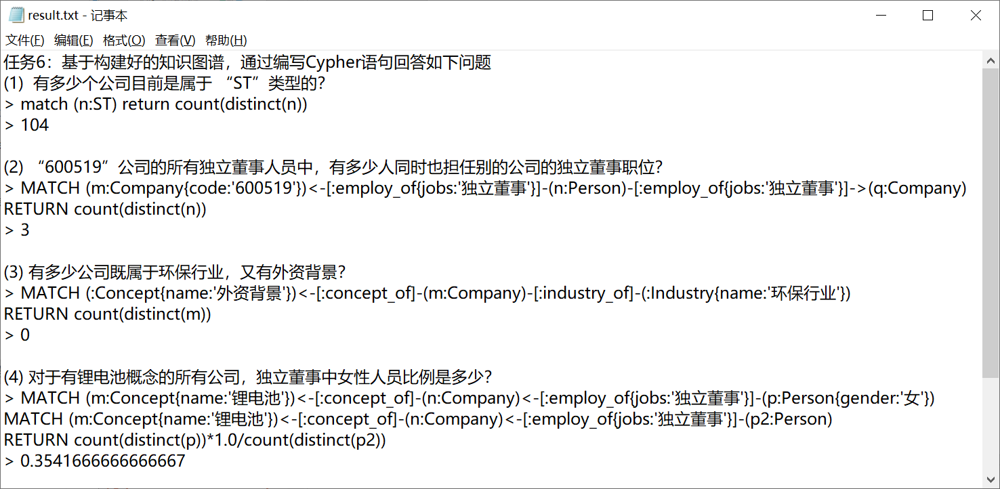 result.txt - 记事本
文件(F) 编辑(E) 格式(O) 查看(V) 帮助(H)
任务6：基于构建好的知识图谱，通过编写Cypher语句回答如下问题
(1)  有多少个公司目前是属于 “ST”类型的？
> match (n:ST) return count(distinct(n))
> 104
(2) “600519”公司的所有独立董事人员中，有多少人同时也担任别的公司的独立董事职位？
> MATCH (m:Company{code:'600519'})<-[:employ_of{jobs:'独立董事'}]-(n:Person)-[:employ_of{jobs:'独立董事'}]->(q:Company)
RETURN count(distinct(n))
> 3
(3) 有多少公司既属于环保行业，又有外资背景？
> MATCH (:Concept{name:'外资背景'})<-[:concept_of]-(m:Company)-[:industry_of]-(:Industry{name:'环保行业'})
RETURN count(distinct(m))
> 0
(4) 对于有锂电池概念的所有公司，独立董事中女性人员比例是多少？
> MATCH (m:Concept{name:'锂电池'})<-[:concept_of]-(n:Company)<-[:employ_of{jobs:'独立董事'}]-(p:Person{gender:'女'})
MATCH (m:Concept{name:'锂电池'})<-[:concept_of]-(n:Company)<-[:employ_of{jobs:'独立董事'}]-(p2:Person)
RETURN count(distinct(p))*1.0/count(distinct(p2))
> 0.3541666666666667